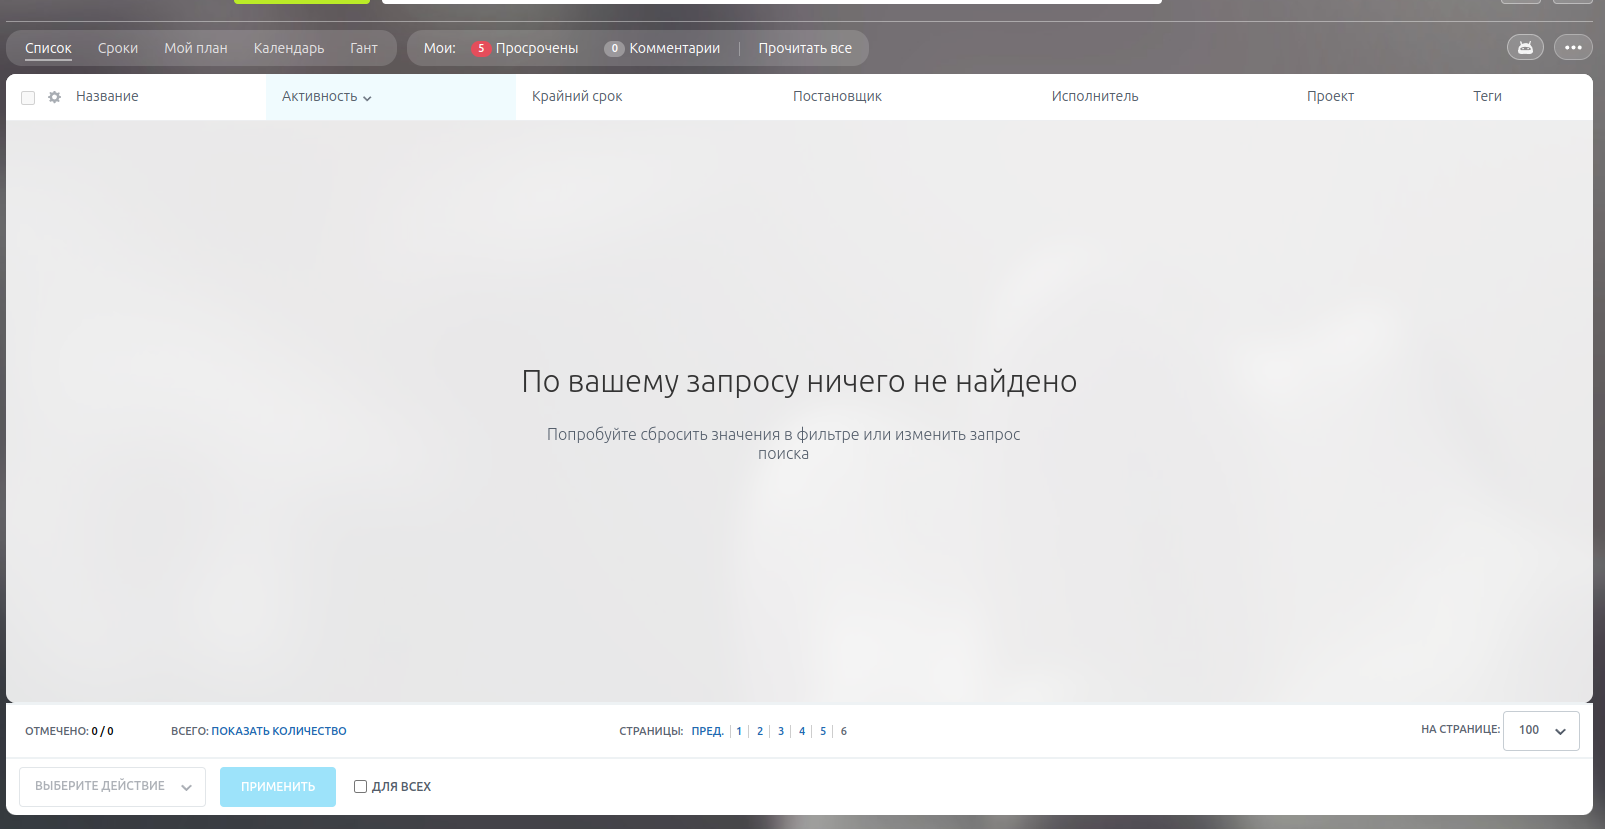 Список Сроки Мой план Календарь Гант Мои: 5 Просрочены 0 Комментарии Прочитать все
Название Активность Крайний срок Постановщик Исполнитель Проект Теги
По вашему запросу ничего не найдено
Попробуйте сбросить значения в фильтре или изменить запрос
поиска
ОТМЕЧЕНО: 0 / 0 ВСЕГО: ПОКАЗАТЬ КОЛИЧЕСТВО СТРАНИЦЫ: ПРЕД. 1 2 3 4 5 6 НА СТРАНИЦЕ: 100
ВЫБЕРИТЕ ДЕЙСТВИЕ ПРИМЕНИТЬ ДЛЯ ВСЕХ